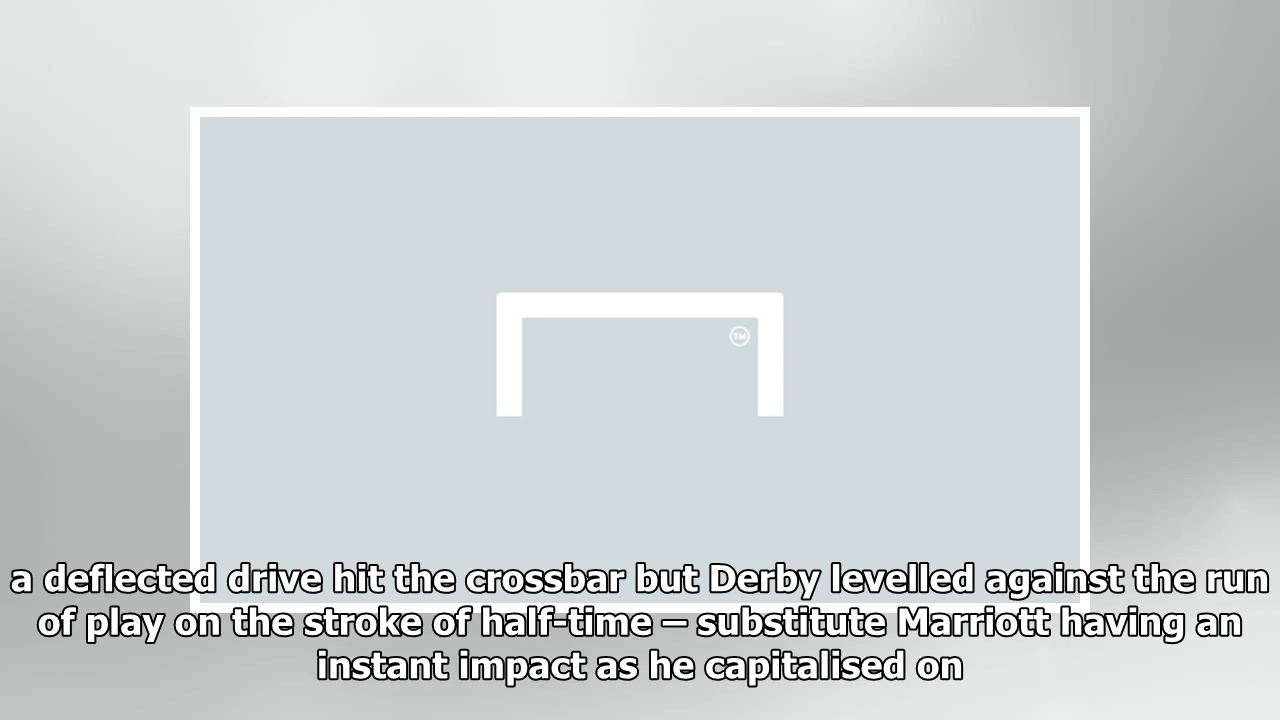 TM
a deflected drive hit the crossbar but Derby levelled against the run
of play on the stroke of half-time – substitute Marriott having an
instant impact as he capitalised on